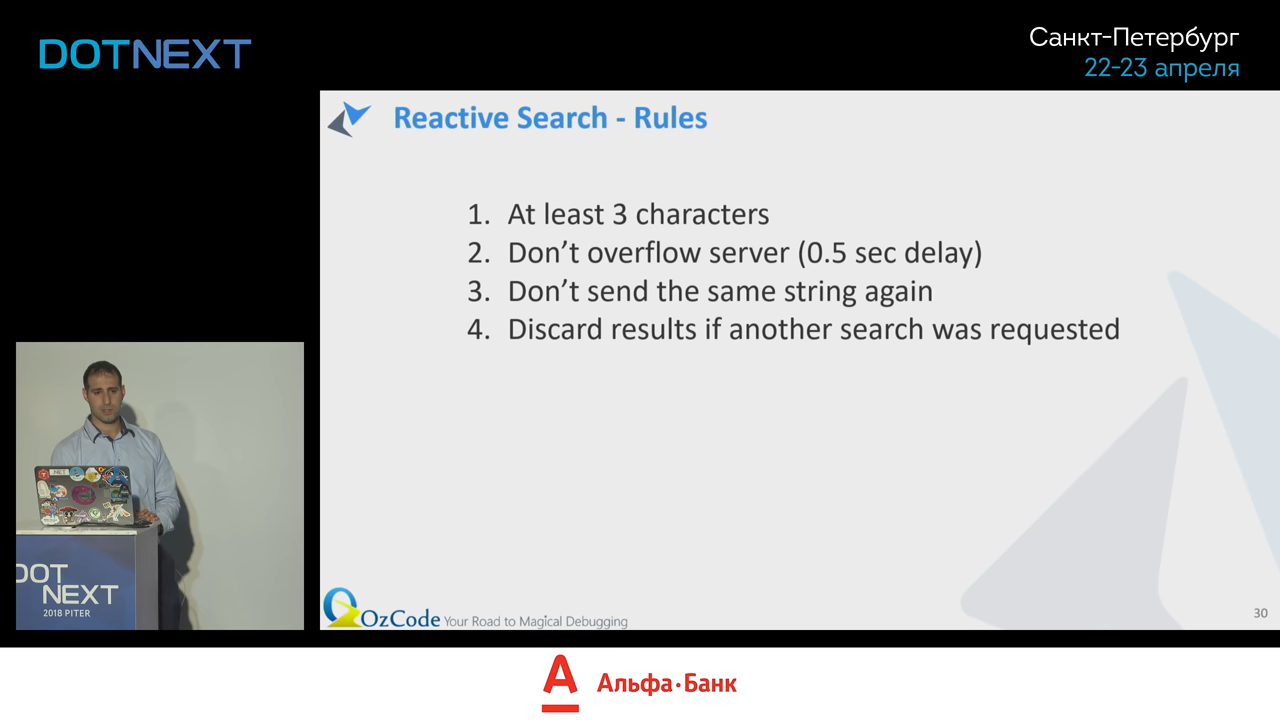 DOTNEXT
Санкт-Петербург
22-23 апреля
Reactive Search - Rules
1. At least 3 characters
2. Don't overflow server (0.5 sec delay)
3. Don't send the same string again
4. Discard results if another search was requested
.NET
DOT
NEXT
2018 PITER
OzCode Your Road to Magical Debugging
30
Альфа·Банк